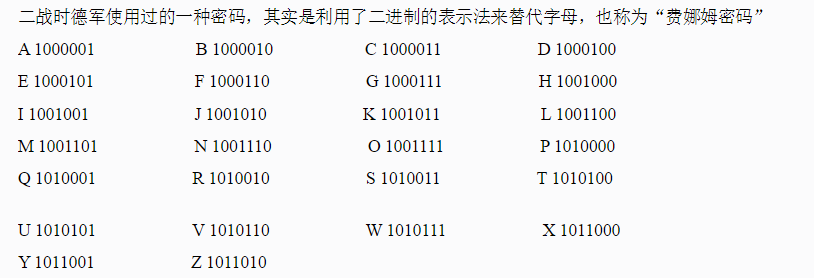 二战时德军使用过的一种密码，其实是利用了二进制的表示法来替代字母，也称为“费娜姆密码”
A 1000001 B 1000010 C 1000011 D 1000100
E 1000101 F 1000110 G 1000111 H 1001000
I 1001001 J 1001010 K 1001011 L 1001100
M 1001101 N 1001110 O 1001111 P 1010000
Q 1010001 R 1010010 S 1010011 T 1010100
U 1010101 V 1010110 W 1010111 X 1011000
Y 1011001 Z 1011010